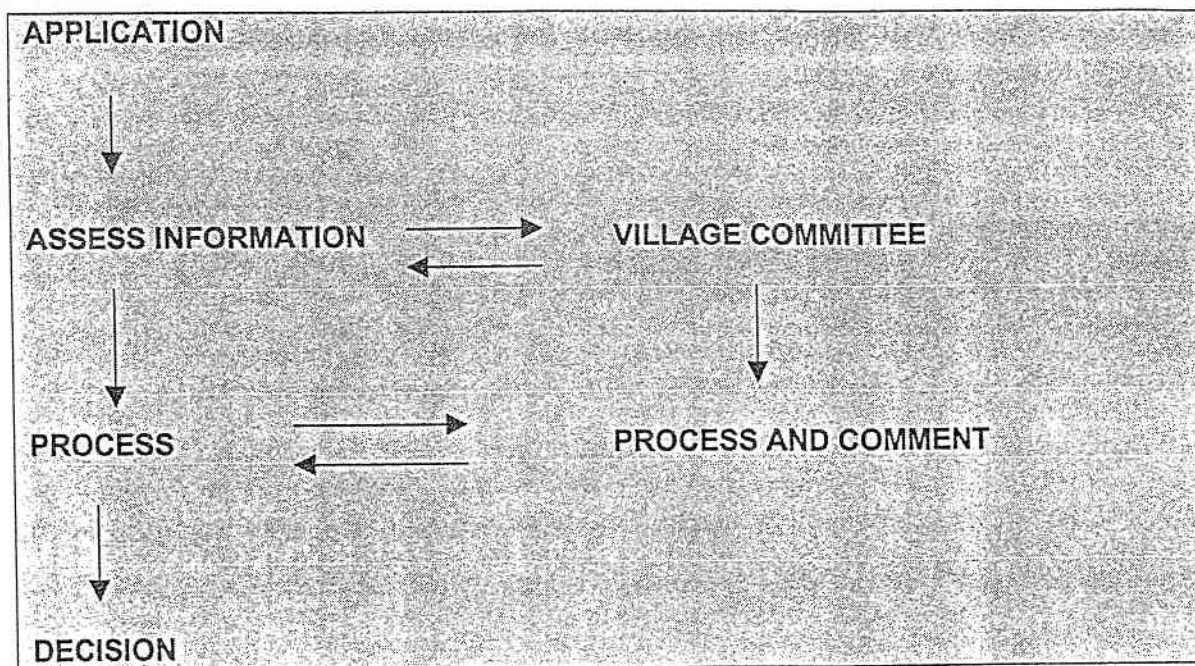 APPLICATION
ASSESS INFORMATION
VILLAGE COMMITTEE
PROCESS
PROCESS AND COMMENT
DECISION